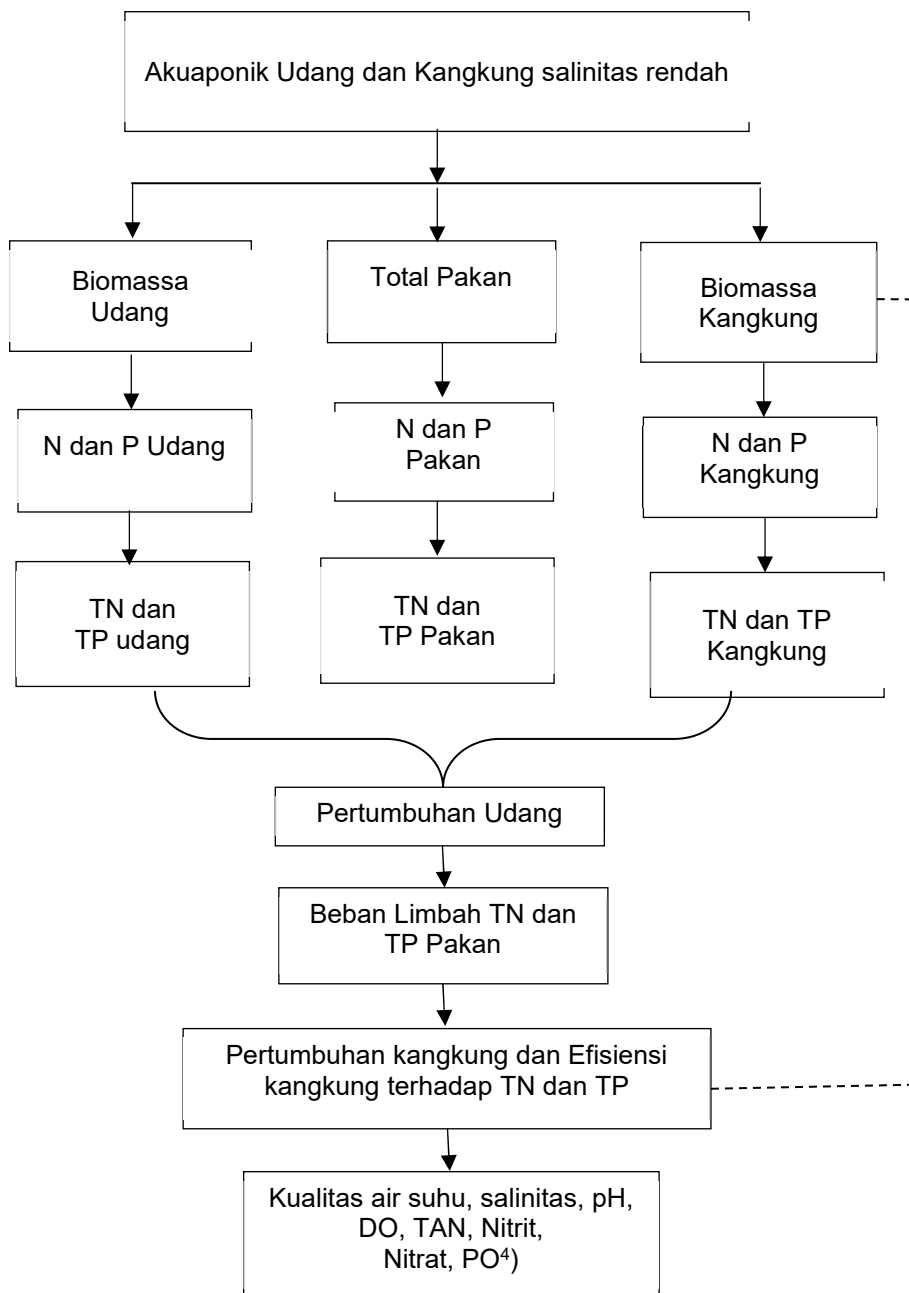 Akuaponik Udang dan Kangkung salinitas rendah
Biomassa
Udang
Total Pakan
Biomassa
Kangkung
N dan P Udang
N dan P
Pakan
N dan P
Kangkung
TN dan
TP udang
TN dan
TP Pakan
TN dan TP
Kangkung
Pertumbuhan Udang
Beban Limbah TN dan
TP Pakan
Pertumbuhan kangkung dan Efisiensi
kangkung terhadap TN dan TP
Kualitas air suhu, salinitas, pH,
DO, TAN, Nitrit,
Nitrat, PO⁴)